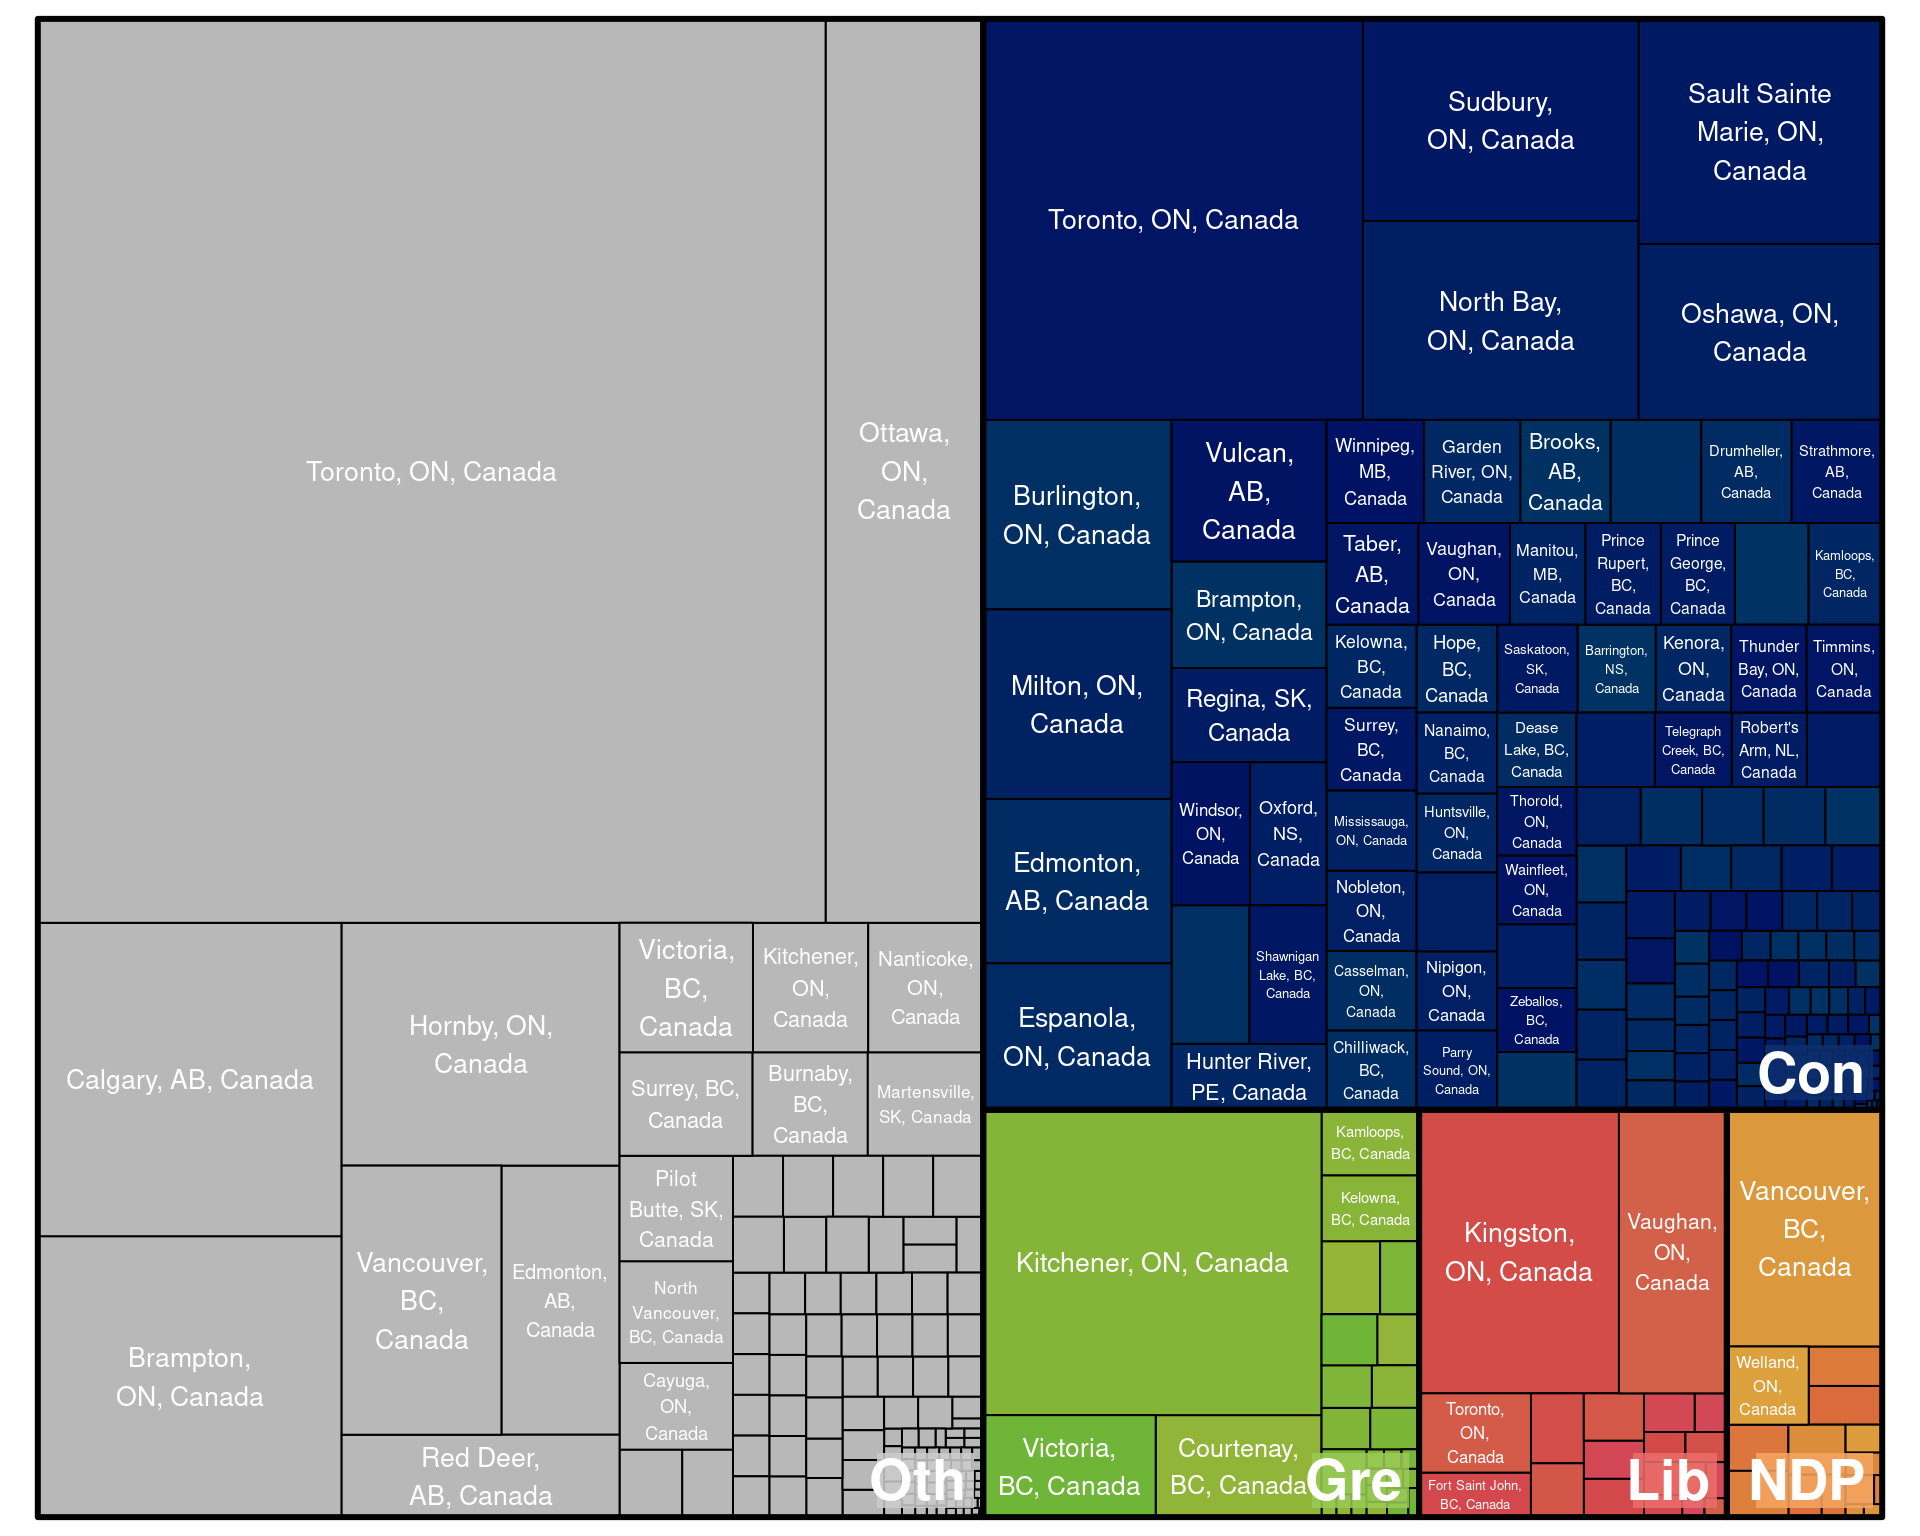 Toronto, ON, Canada
Ottawa,
ON,
Canada
Calgary, AB, Canada
Brampton,
ON, Canada
Hornby, ON,
Canada
Vancouver,
BC,
Canada
Edmonton,
AB,
Canada
Red Deer,
AB, Canada
Victoria,
BC,
Canada
Kitchener,
ON,
Canada
Nanticoke,
ON,
Canada
Surrey, BC,
Canada
Burnaby,
BC,
Canada
Martensville,
SK, Canada
Pilot
Butte, SK,
Canada
North
Vancouver,
BC, Canada
Cayuga,
ON,
Canada
Oth
Toronto, ON, Canada
Sudbury,
ON, Canada
Sault Sainte
Marie, ON,
Canada
North Bay,
ON, Canada
Oshawa, ON,
Canada
Burlington,
ON, Canada
Milton, ON,
Canada
Edmonton,
AB, Canada
Espanola,
ON, Canada
Vulcan,
AB,
Canada
Brampton,
ON, Canada
Regina, SK,
Canada
Windsor,
ON,
Canada
Oxford,
NS,
Canada
Shawnigan
Lake, BC,
Canada
Hunter River,
PE, Canada
Winnipeg,
MB,
Canada
Garden
River, ON,
Canada
Brooks,
AB,
Canada
Drumheller,
AB,
Canada
Strathmore,
AB,
Canada
Taber,
AB,
Canada
Vaughan,
ON,
Canada
Manitou,
MB,
Canada
Prince
Rupert,
BC,
Canada
Prince
George,
BC,
Canada
Kamloops,
BC,
Canada
Kelowna,
BC,
Canada
Hope,
BC,
Canada
Saskatoon,
SK,
Canada
Barrington,
NS,
Canada
Kenora,
ON,
Canada
Thunder
Bay, ON,
Canada
Timmins,
ON,
Canada
Surrey,
BC,
Canada
Nanaimo,
BC,
Canada
Dease
Lake, BC,
Canada
Telegraph
Creek, BC,
Canada
Robert's
Arm, NL,
Canada
Mississauga,
ON, Canada
Huntsville,
ON,
Canada
Thorold,
ON,
Canada
Wainfleet,
ON,
Canada
Nobleton,
ON,
Canada
Casselman,
ON,
Canada
Nipigon,
ON,
Canada
Zeballos,
BC,
Canada
Chilliwack,
BC,
Canada
Parry
Sound, ON,
Canada
Con
Kitchener, ON, Canada
Victoria,
BC, Canada
Courtenay,
BC, Canada
Kamloops,
BC, Canada
Kelowna,
BC, Canada
Gre
Kingston,
ON, Canada
Vaughan,
ON,
Canada
Toronto,
ON,
Canada
Fort Saint John,
BC, Canada
Lib
Vancouver,
BC,
Canada
Welland,
ON,
Canada
NDP